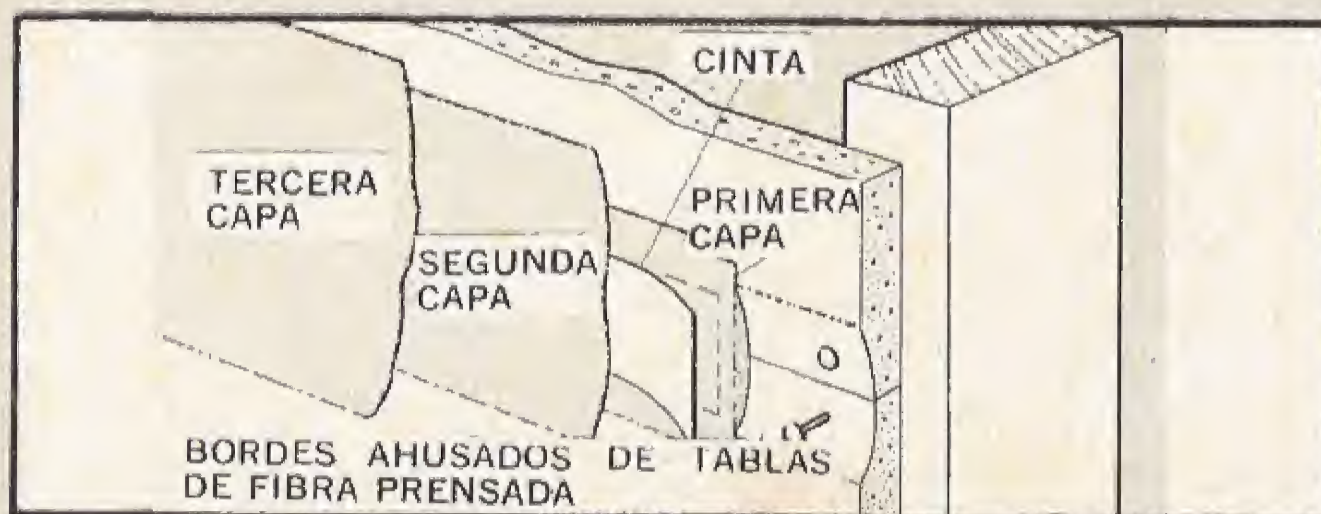 CINTA
TERCERA
CAPA
PRIMERA
CAPA
SEGUNDA
CAPA
BORDES AHUSADOS DE TABLAS
DE FIBRA PRENSADA